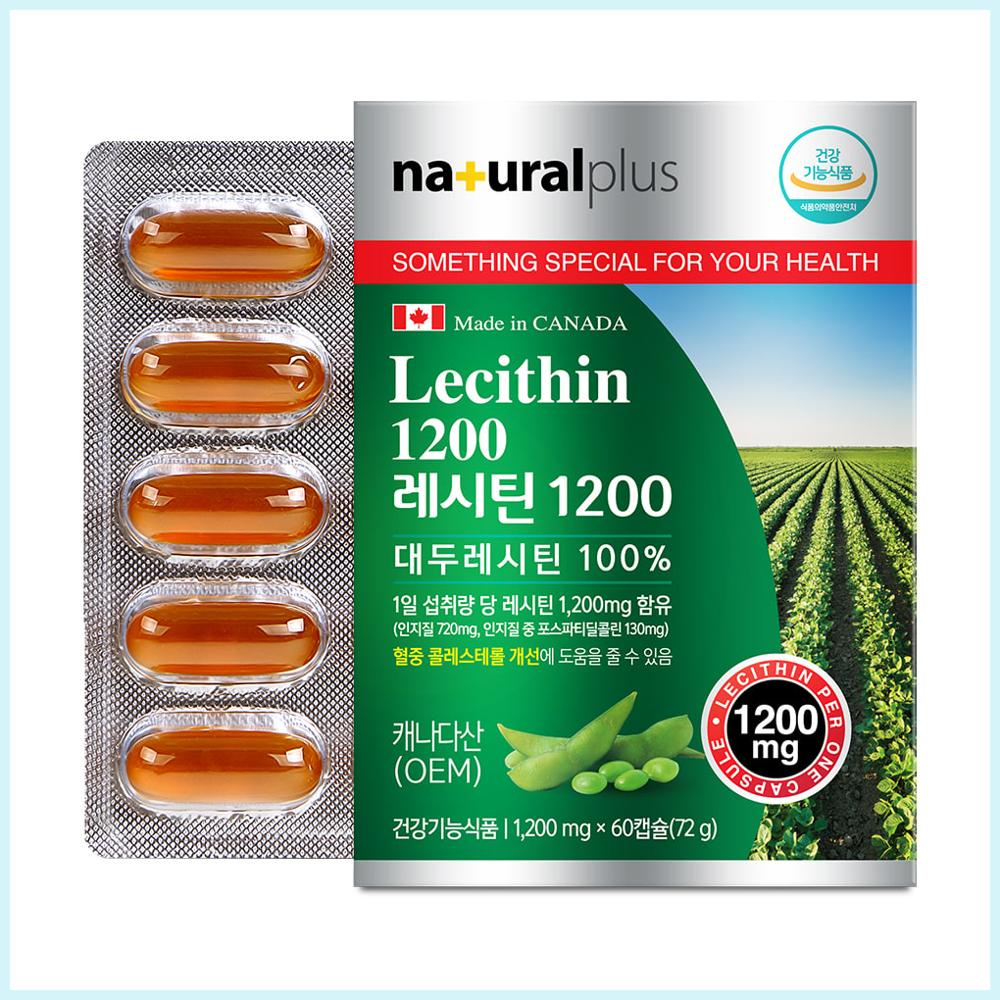 na+uralplus
건강
기능식품
식품의약품안전처
SOMETHING SPECIAL FOR YOUR HEALTH
Made in CANADA
Lecithin
1200
레시틴 1200
대두레시틴 100%
1일 섭취량 당 레시틴 1,200mg 함유
(인지질 720mg, 인지질 중 포스파티딜콜린 130mg)
혈중 콜레스테롤 개선에 도움을 줄 수 있음
캐나다산
(OEM)
LECITHIN PER ONE CAPSULE
1200
mg
건강기능식품 | 1,200 mg × 60캡슐(72 g)